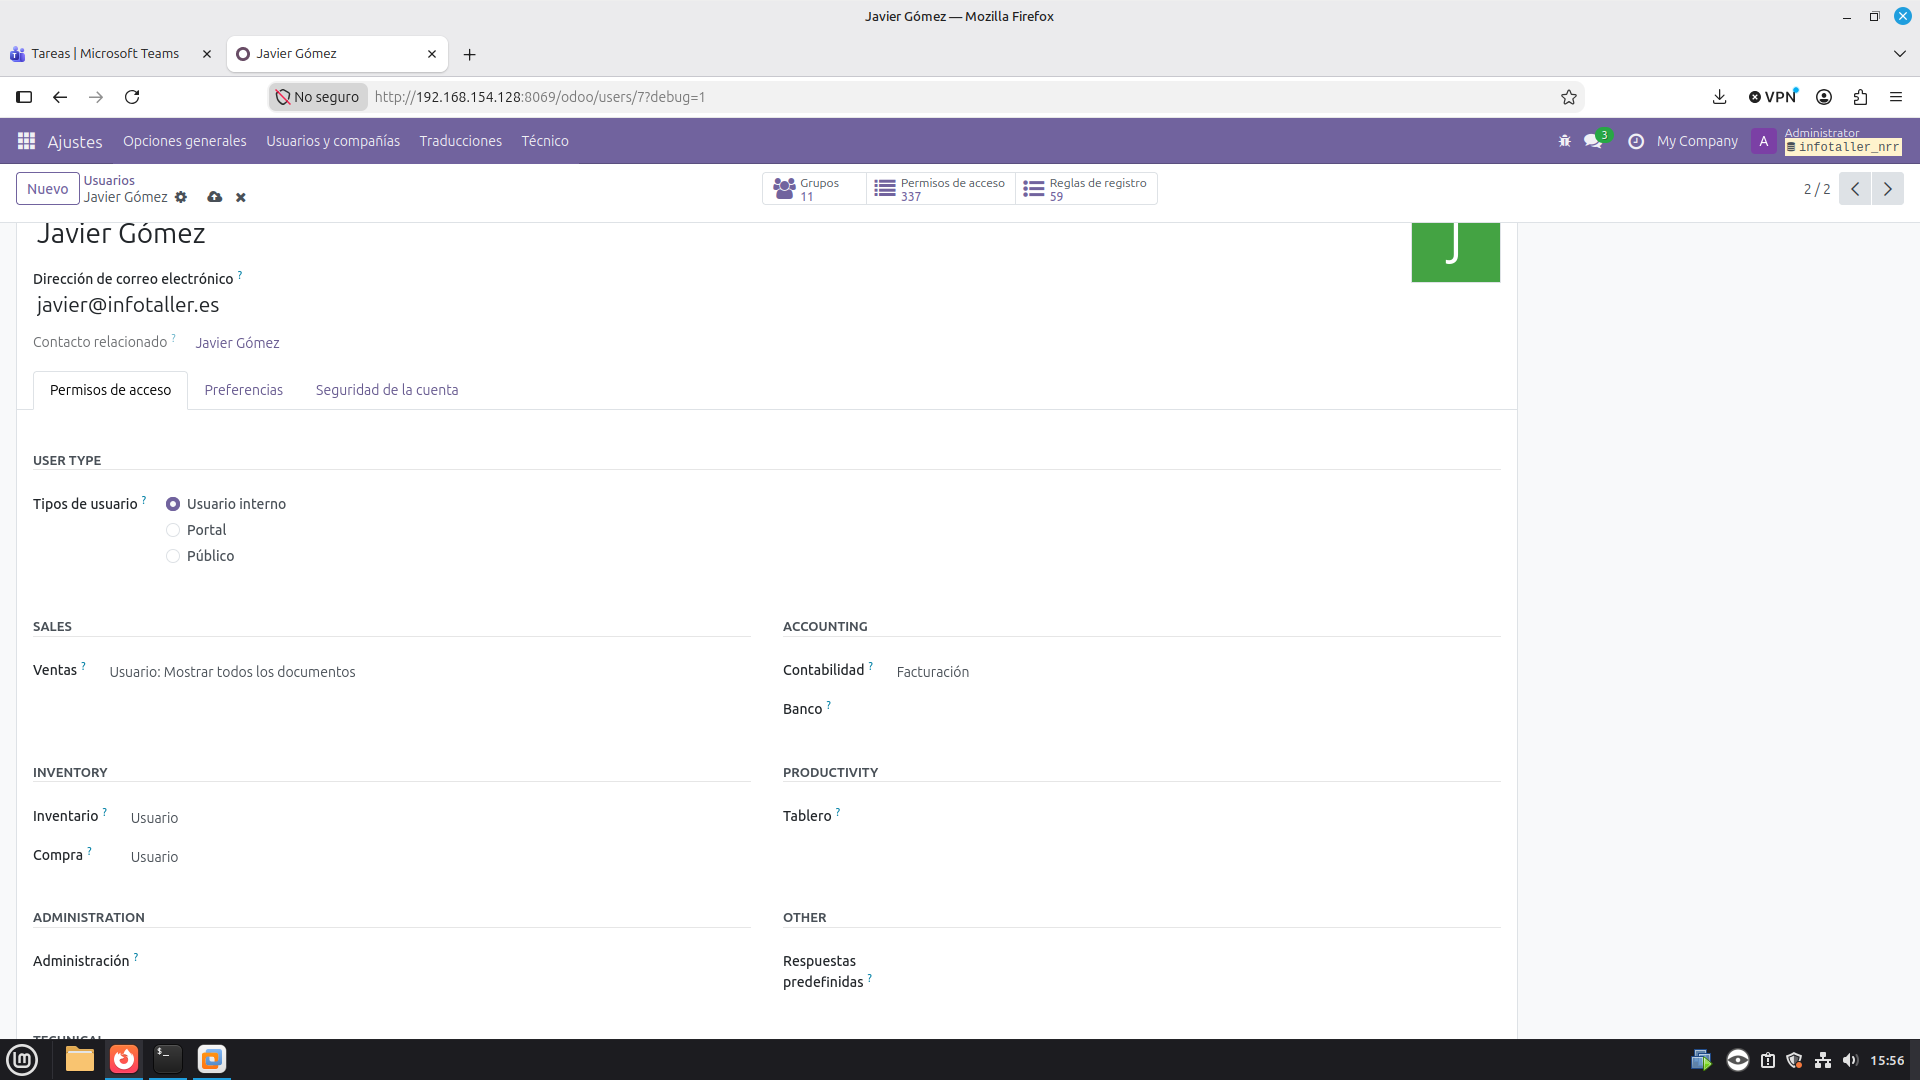 Javier Gómez — Mozilla Firefox
Tareas | Microsoft Teams
Javier Gómez
No seguro
http://192.168.154.128:8069/odoo/users/7?debug=1
VPN
Ajustes
Opciones generales
Usuarios y compañías
Traducciones
Técnico
3
My Company
A
Administrator
infotaller_nrr
Nuevo
Usuarios
Javier Gómez
Grupos
11
Permisos de acceso
337
Reglas de registro
59
2 / 2
Javier Gómez
J
Dirección de correo electrónico ?
javier@infotaller.es
Contacto relacionado ?
Javier Gómez
Permisos de acceso
Preferencias
Seguridad de la cuenta
USER TYPE
Tipos de usuario ?
Usuario interno
Portal
Público
SALES
ACCOUNTING
Ventas ?
Usuario: Mostrar todos los documentos
Contabilidad ?
Facturación
Banco ?
INVENTORY
PRODUCTIVITY
Inventario ?
Usuario
Tablero ?
Compra ?
Usuario
ADMINISTRATION
OTHER
Administración ?
Respuestas
predefinidas ?
TECHNICAL
15:56